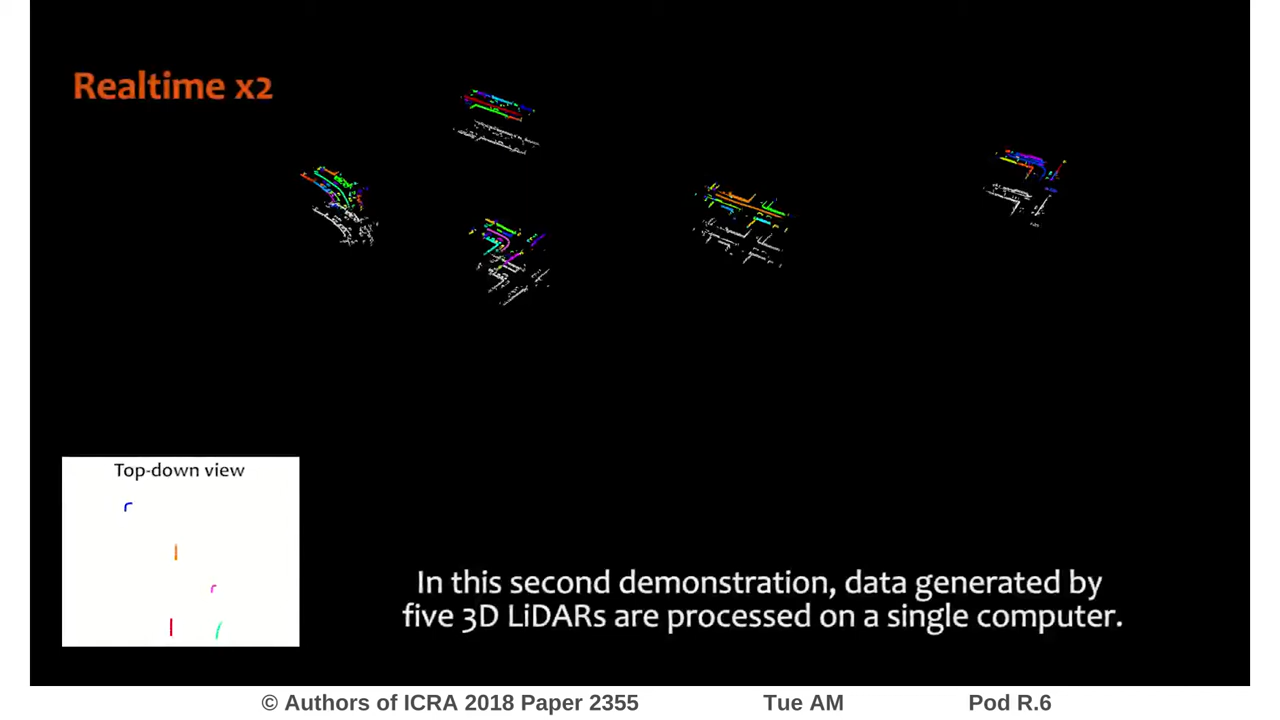 Realtime x2
Top-down view
In this second demonstration, data generated by
five 3D LiDARs are processed on a single computer.
© Authors of ICRA 2018 Paper 2355 Tue AM Pod R.6